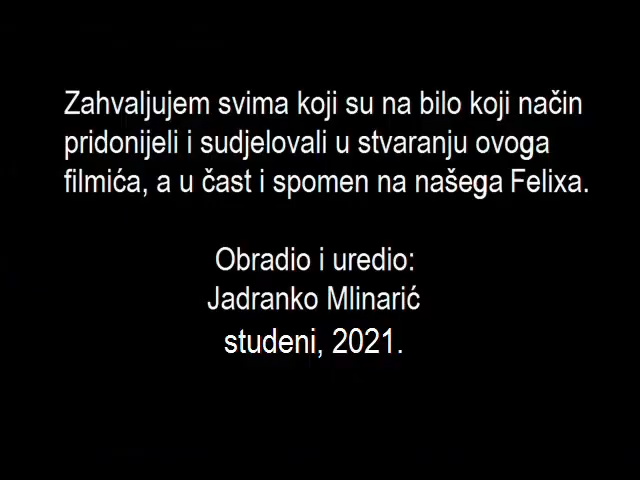 Zahvaljujem svima koji su na bilo koji način
pridonijeli i sudjelovali u stvaranju ovoga
filmića, a u čast i spomen na našega Felixa.
Obradio i uredio:
Jadranko Mlinarić
studeni, 2021.